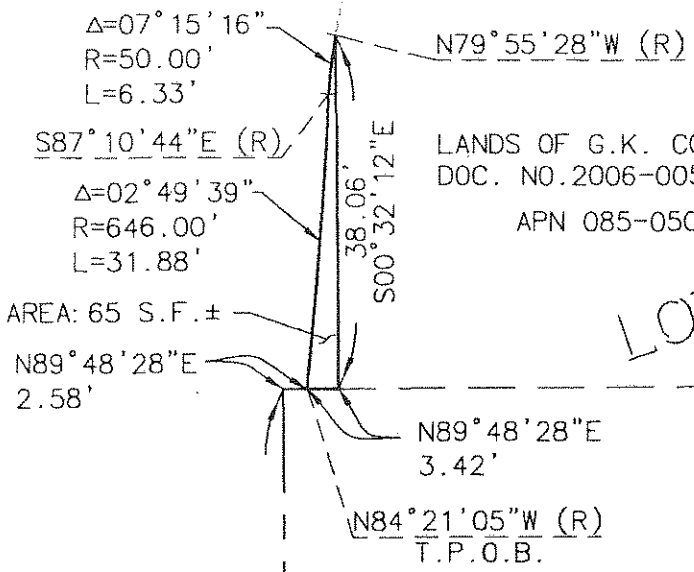 Δ=07°15'16"
R=50.00'
L=6.33'
N79°55'28"W (R)
S87°10'44"E (R)
LANDS OF G.K.
DOC. NO.2006-005
APN 085-050
Δ=02°49'39"
R=646.00'
L=31.88'
38.06'
S00°32'12"E
AREA: 65 S.F.±
N89°48'28"E
2.58'
N89°48'28"E
3.42'
N84°21'05"W (R)
T.P.O.B.